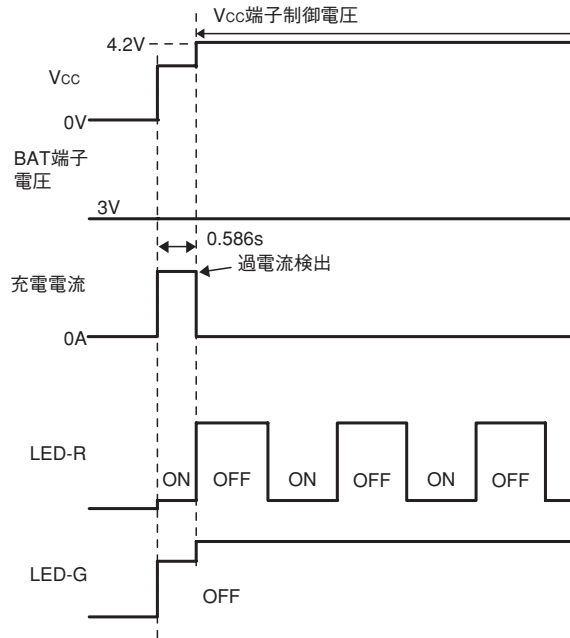 Vcc端子制御電圧
4.2V
Vcc
0V
BAT端子
電圧
3V
0.586s
過電流検出
充電電流
0A
LED-R
ON OFF ON OFF ON OFF
LED-G
OFF